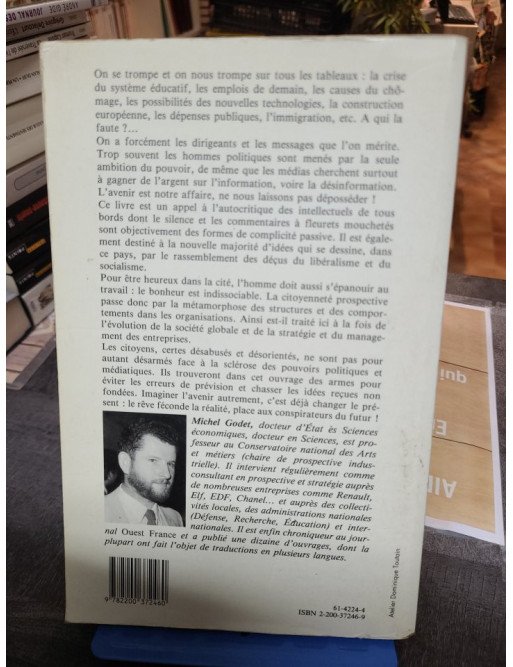 On se trompe et on nous trompe sur tous les tableaux : la crise
du système éducatif, les emplois de demain, les causes du chô-
mage, les possibilités des nouvelles technologies, la construction
européenne, les dépenses publiques, l'immigration, etc. A qui la
faute ?...
On a forcément les dirigeants et les messages que l'on mérite.
Trop souvent les hommes politiques sont menés par la seule
ambition du pouvoir, de même que les médias cherchent surtout
à gagner de l'argent sur l'information, voire la désinformation.
L'avenir est notre affaire, ne nous laissons pas déposséder !
Ce livre est un appel à l'autocritique des intellectuels de tous
bords dont le silence et les commentaires à fleurets mouchetés
sont objectivement des formes de complicité passive. Il est égale-
ment destiné à la nouvelle majorité d'idées qui se dessine, dans
ce pays, par le rassemblement des déçus du libéralisme et du
socialisme.
Pour être heureux dans la cité, l'homme doit aussi s'épanouir au
travail : le bonheur est indissociable. La citoyenneté prospective
passe donc par la métamorphose des structures et des compor-
tements dans les organisations. Ainsi est-il traité ici à la fois de
l'évolution de la société globale et de la stratégie et du manage-
ment des entreprises.
Les citoyens, certes désabusés et désorientés, ne sont pas pour
autant désarmés face à la sclérose des pouvoirs politiques et
médiatiques. Ils trouveront dans cet ouvrage des armes pour
éviter les erreurs de prévision et chasser les idées reçues non
fondées. Imaginer l'avenir autrement, c'est déjà changer le pré-
sent : le rêve féconde la réalité, place aux conspirateurs du futur !
Michel Godet, docteur d'État ès Sciences
économiques, docteur en Sciences, est pro-
fesseur au Conservatoire national des Arts
et métiers (chaire de prospective indus-
trielle). Il intervient régulièrement comme
consultant en prospective et stratégie auprès
de nombreuses entreprises comme Renault,
Elf, EDF, Chanel... et auprès des collecti-
vités locales, des administrations nationales
(Défense, Recherche, Éducation) et inter-
nationales. Il est enfin chroniqueur au jour-
nal Ouest France et a publié une dizaine d'ouvrages, dont la
plupart ont fait l'objet de traductions en plusieurs langues.
9 782200 372460
61-4224-4
ISBN 2-200-37246-9
Atelier Dominique Toutain